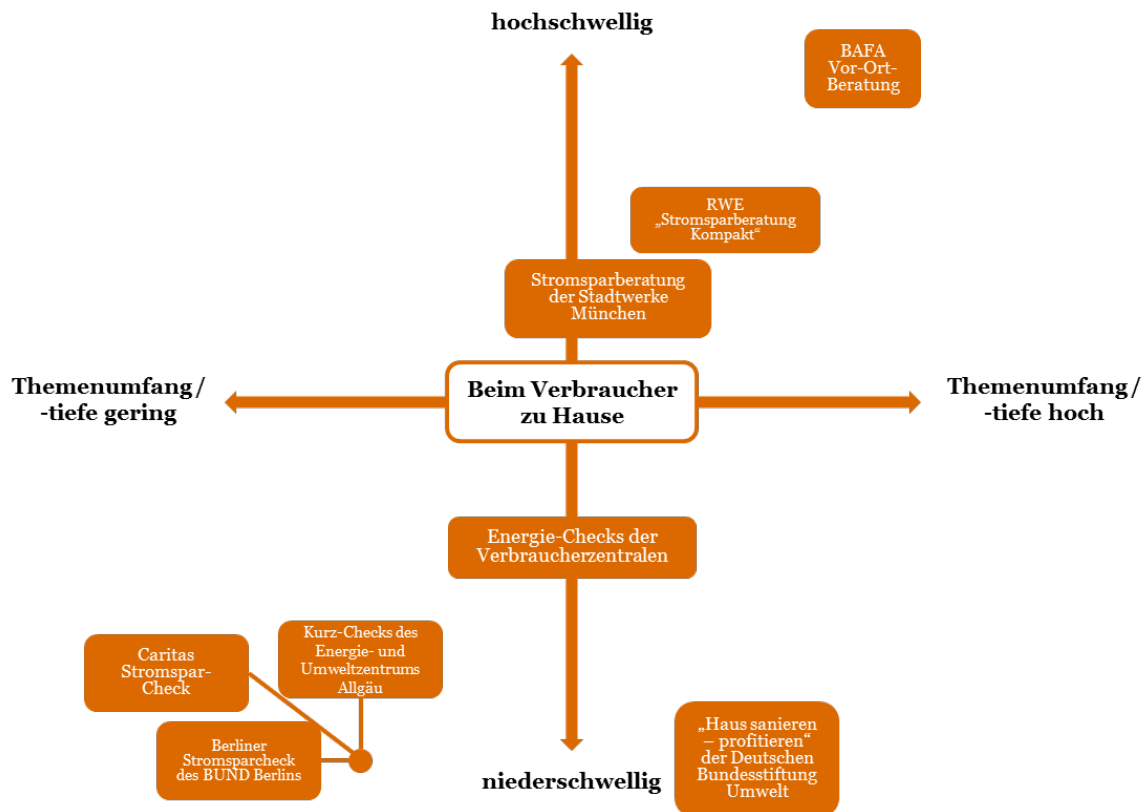 hochschwellig
BAFA
Vor-Ort-
Beratung
RWE
„Stromsparberatung
Kompakt“
Stromsparberatung
der Stadtwerke
München
Themenumfang /
-tiefe gering
Beim Verbraucher
zu Hause
Themenumfang /
-tiefe hoch
Energie-Checks der
Verbraucherzentralen
Caritas
Stromspar-
Check
Kurz-Checks des
Energie- und
Umweltzentrums
Allgäu
Berliner
Stromsparcheck
des BUND Berlins
niederschwellig
„Haus sanieren
– profitieren“
der Deutschen
Bundesstiftung
Umwelt